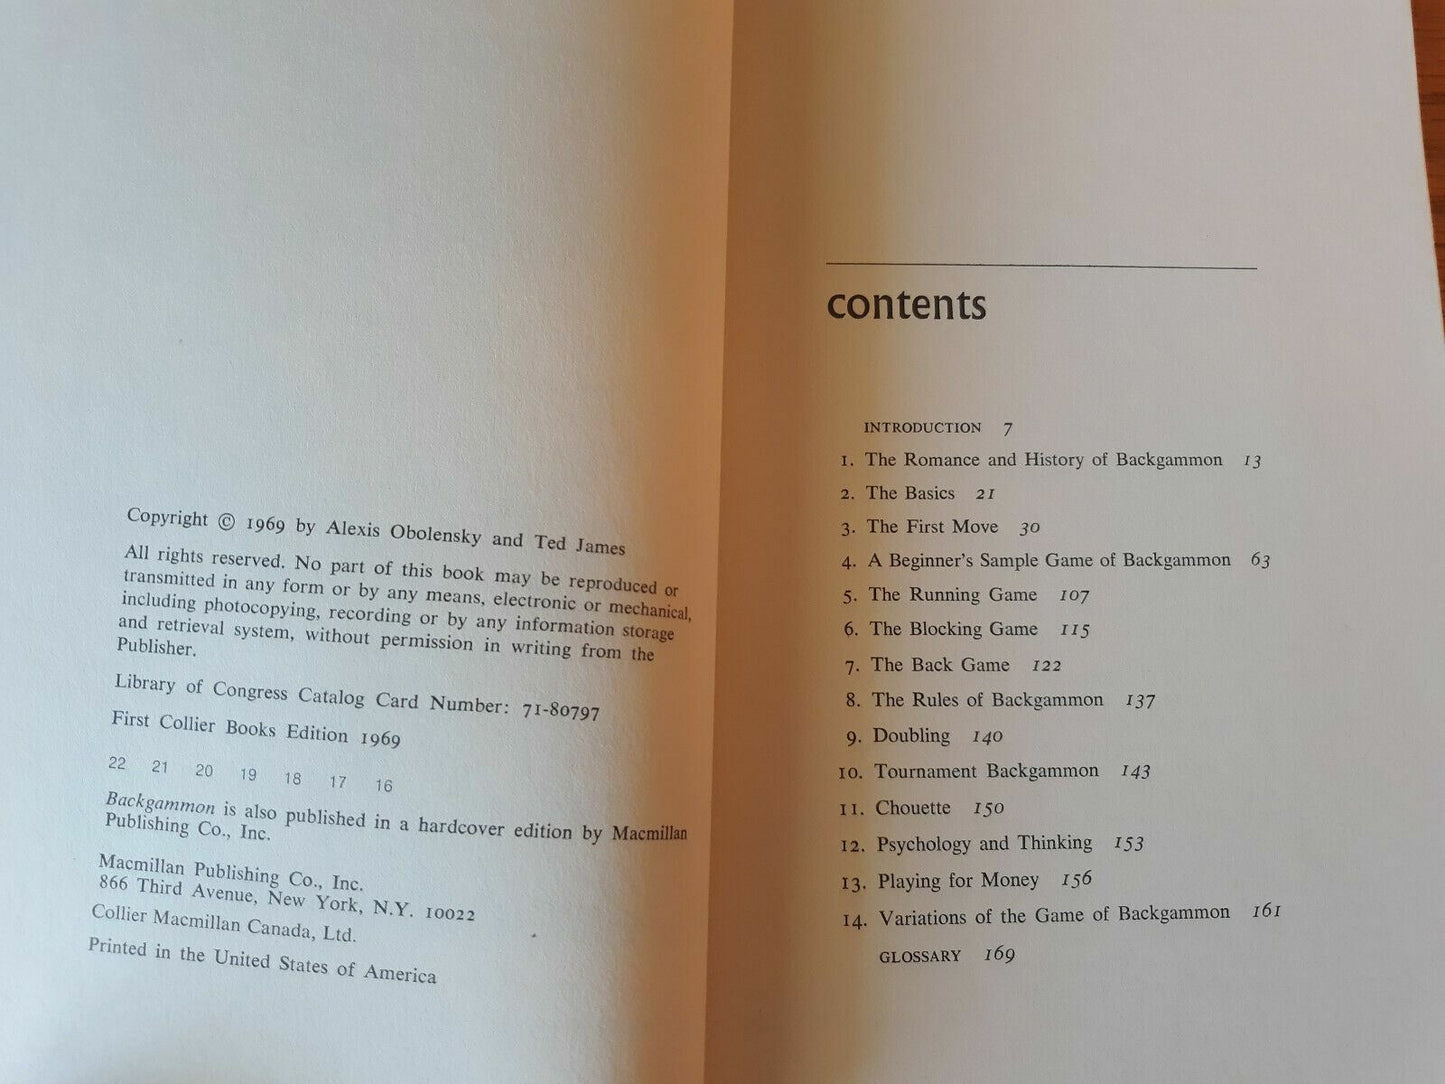 Copyright © 1969 by Alexis Obolensky and Ted James
All rights reserved. No part of this book may be reproduced or
transmitted in any form or by any means, electronic or mechanical,
including photocopying, recording or by any information storage
and retrieval system, without permission in writing from the
Publisher.
Library of Congress Catalog Card Number: 71-80797
First Collier Books Edition 1969
22 21 20 19 18 17 16
Backgammon is also published in a hardcover edition by Macmillan
Publishing Co., Inc.
Macmillan Publishing Co., Inc.
866 Third Avenue, New York, N.Y. 10022
Collier Macmillan Canada, Ltd.
Printed in the United States of America
contents
INTRODUCTION 7
1. The Romance and History of Backgammon 13
2. The Basics 21
3. The First Move 30
4. A Beginner's Sample Game of Backgammon 63
5. The Running Game 107
6. The Blocking Game 115
7. The Back Game 122
8. The Rules of Backgammon 137
9. Doubling 140
10. Tournament Backgammon 143
11. Chouette 150
12. Psychology and Thinking 153
13. Playing for Money 156
14. Variations of the Game of Backgammon 161
GLOSSARY 169